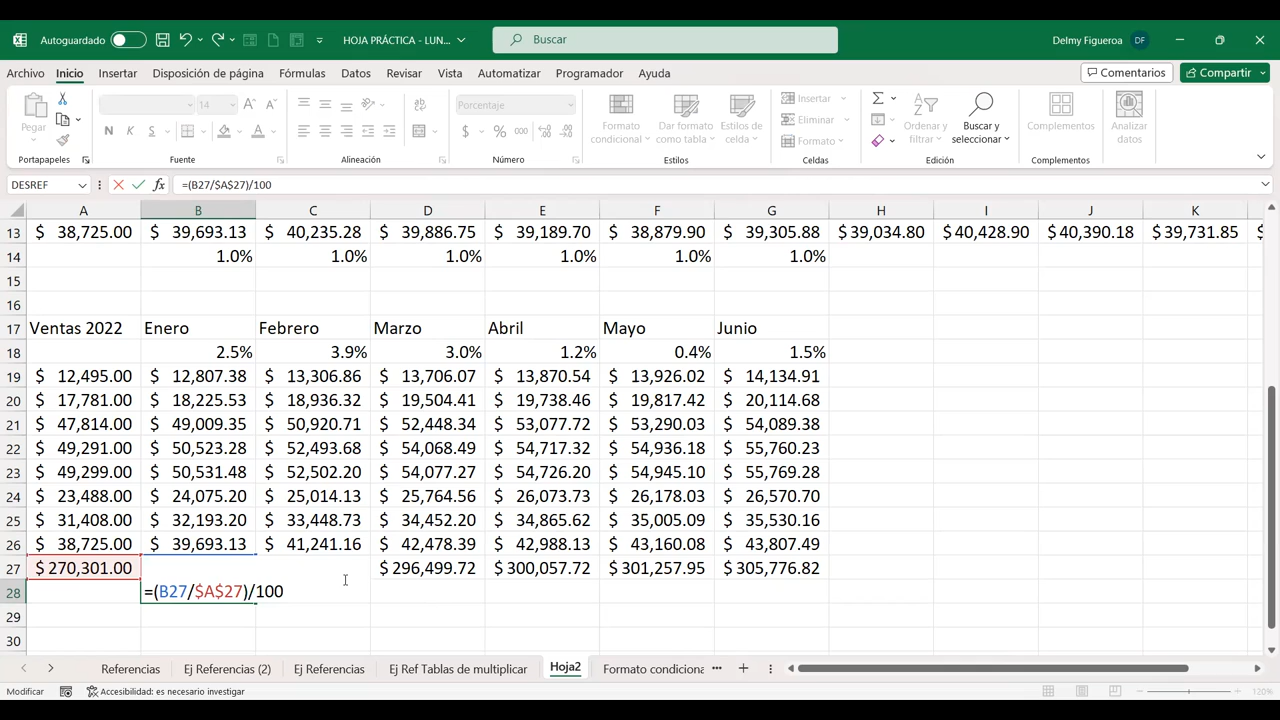 Autoguardado HOJA PRÁCTICA - LUN... Buscar Delmy Figueroa DF
Archivo Inicio Insertar Disposición de página Fórmulas Datos Revisar Vista Automatizar Programador Ayuda Comentarios Compartir
Pegar
Portapapeles
14
N K S
Fuente
Alineación
Porcentaje
$ % 000
Número
Formato condicional
Dar formato como tabla
Estilos de celda
Estilos
Insertar
Eliminar
Formato
Celdas
Ordenar y filtrar
Buscar y seleccionar
Edición
Complementos
Complementos
Analizar datos
DESREF fx =(B27/$A$27)/100
A B C D E F G H I J K
13 $ 38,725.00 $ 39,693.13 $ 40,235.28 $ 39,886.75 $ 39,189.70 $ 38,879.90 $ 39,305.88 $ 39,034.80 $ 40,428.90 $ 40,390.18 $ 39,731.85
14 1.0% 1.0% 1.0% 1.0% 1.0% 1.0%
15
16
17 Ventas 2022 Enero Febrero Marzo Abril Mayo Junio
18 2.5% 3.9% 3.0% 1.2% 0.4% 1.5%
19 $ 12,495.00 $ 12,807.38 $ 13,306.86 $ 13,706.07 $ 13,870.54 $ 13,926.02 $ 14,134.91
20 $ 17,781.00 $ 18,225.53 $ 18,936.32 $ 19,504.41 $ 19,738.46 $ 19,817.42 $ 20,114.68
21 $ 47,814.00 $ 49,009.35 $ 50,920.71 $ 52,448.34 $ 53,077.72 $ 53,290.03 $ 54,089.38
22 $ 49,291.00 $ 50,523.28 $ 52,493.68 $ 54,068.49 $ 54,717.32 $ 54,936.18 $ 55,760.23
23 $ 49,299.00 $ 50,531.48 $ 52,502.20 $ 54,077.27 $ 54,726.20 $ 54,945.10 $ 55,769.28
24 $ 23,488.00 $ 24,075.20 $ 25,014.13 $ 25,764.56 $ 26,073.73 $ 26,178.03 $ 26,570.70
25 $ 31,408.00 $ 32,193.20 $ 33,448.73 $ 34,452.20 $ 34,865.62 $ 35,005.09 $ 35,530.16
26 $ 38,725.00 $ 39,693.13 $ 41,241.16 $ 42,478.39 $ 42,988.13 $ 43,160.08 $ 43,807.49
27 $ 270,301.00 $ 296,499.72 $ 300,057.72 $ 301,257.95 $ 305,776.82
28 =(B27/$A$27)/100
29
30
Referencias Ej Referencias (2) Ej Referencias Ej Ref Tablas de multiplicar Hoja2 Formato condiciona ...
Modificar Accesibilidad: es necesario investigar 120%